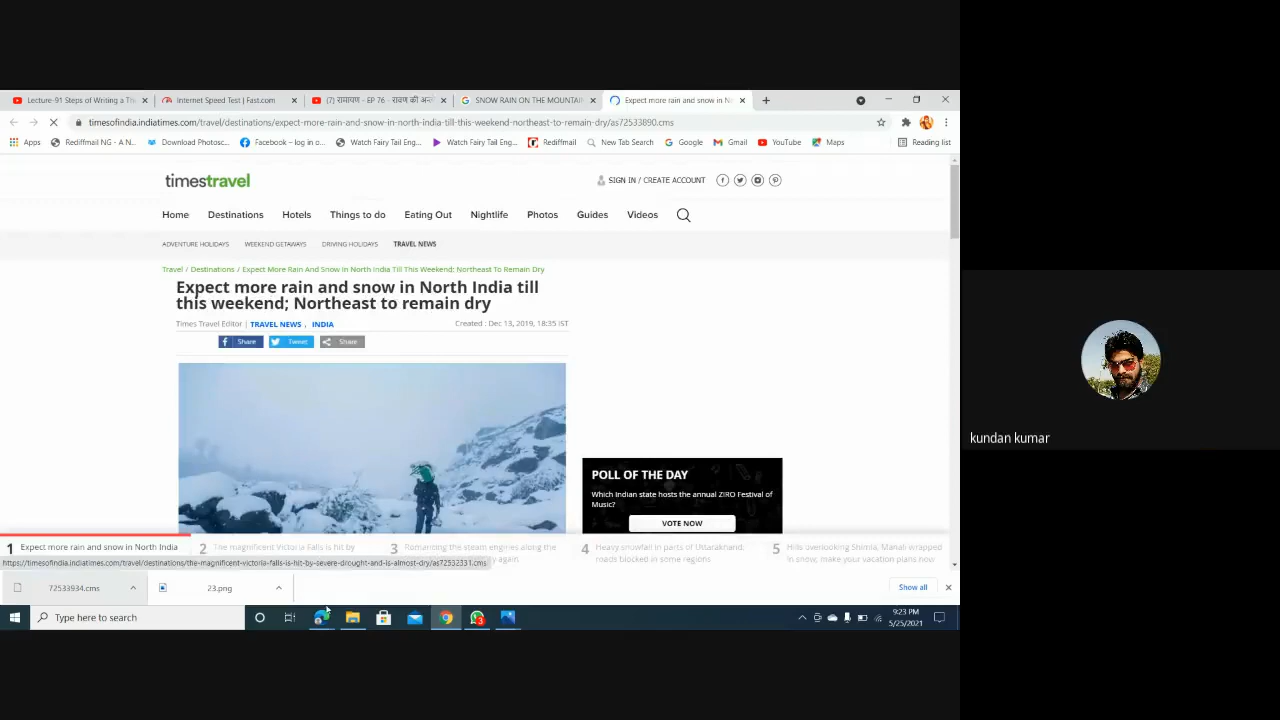 Lecture-91 Steps of Writing a Th
Internet Speed Test | Fast.com
(7) रामायण - EP 76 - रावण की अन्
SNOW RAIN ON THE MOUNTAIN
Expect more rain and snow in N
timesofindia.indiatimes.com/travel/destinations/expect-more-rain-and-snow-in-north-india-till-this-weekend-northeast-to-remain-dry/as72533890.cms
Apps
Rediffmail NG - A N...
Download Photosc...
Facebook – log in o...
Watch Fairy Tail Eng...
Watch Fairy Tail Eng...
Rediffmail
New Tab Search
Google
Gmail
YouTube
Maps
Reading list
timestravel
SIGN IN / CREATE ACCOUNT
Home Destinations Hotels Things to do Eating Out Nightlife Photos Guides Videos
ADVENTURE HOLIDAYS WEEKEND GETAWAYS DRIVING HOLIDAYS TRAVEL NEWS
Travel / Destinations / Expect More Rain And Snow In North India Till This Weekend; Northeast To Remain Dry
Expect more rain and snow in North India till
this weekend; Northeast to remain dry
Times Travel Editor | TRAVEL NEWS , INDIA
Created : Dec 13, 2019, 18:35 IST
Share
Tweet
Share
POLL OF THE DAY
Which Indian state hosts the annual ZIRO Festival of
Music?
VOTE NOW
1 Expect more rain and snow in North India
2 The magnificent Victoria Falls is hit by
3 Romancing the steam engines along the
y again
4 Heavy snowfall in parts of Uttarakhand;
roads blocked in some regions
5 Hills overlooking Shimla, Manali wrapped
in snow, make your vacation plans now
https://timesofindia.indiatimes.com/travel/destinations/the-magnificent-victoria-falls-is-hit-by-severe-drought-and-is-almost-dry/as72532331.cms
72533934.cms
23.png
Show all
Type here to search
3
9:23 PM
5/25/2021
kundan kumar